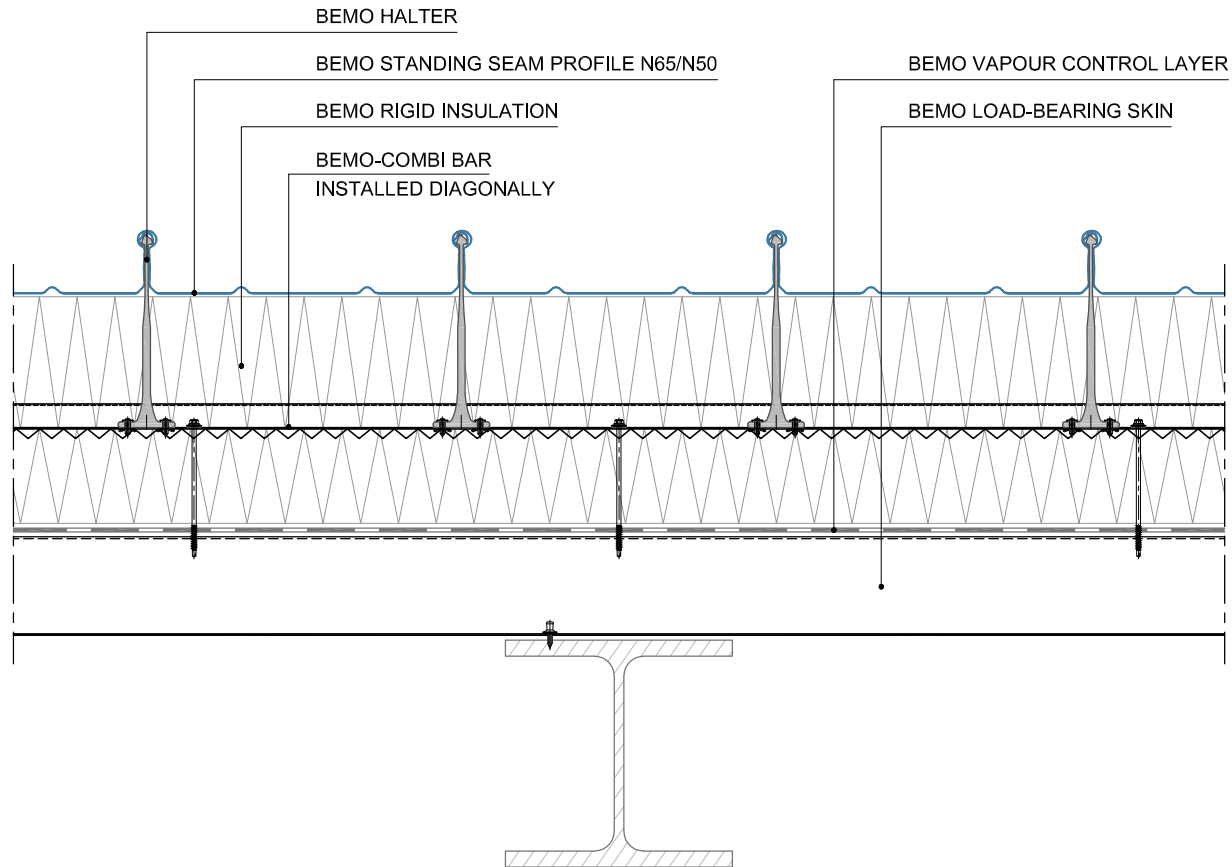 BEMO HALTER
BEMO STANDING SEAM PROFILE N65/N50
BEMO RIGID INSULATION
BEMO-COMBI BAR
INSTALLED DIAGONALLY
BEMO VAPOUR CONTROL LAYER
BEMO LOAD-BEARING SKIN